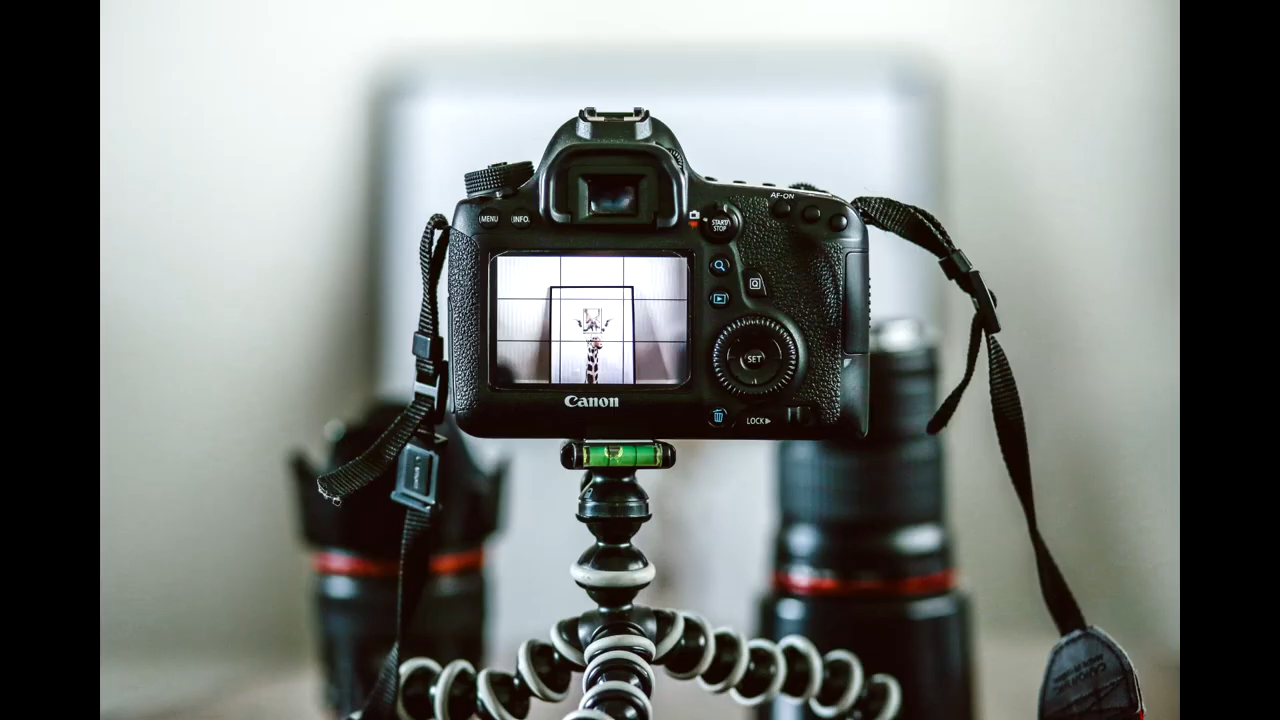 AF-ON
MENU
INFO.
START/
STOP
Q
SET
Canon
LOCK